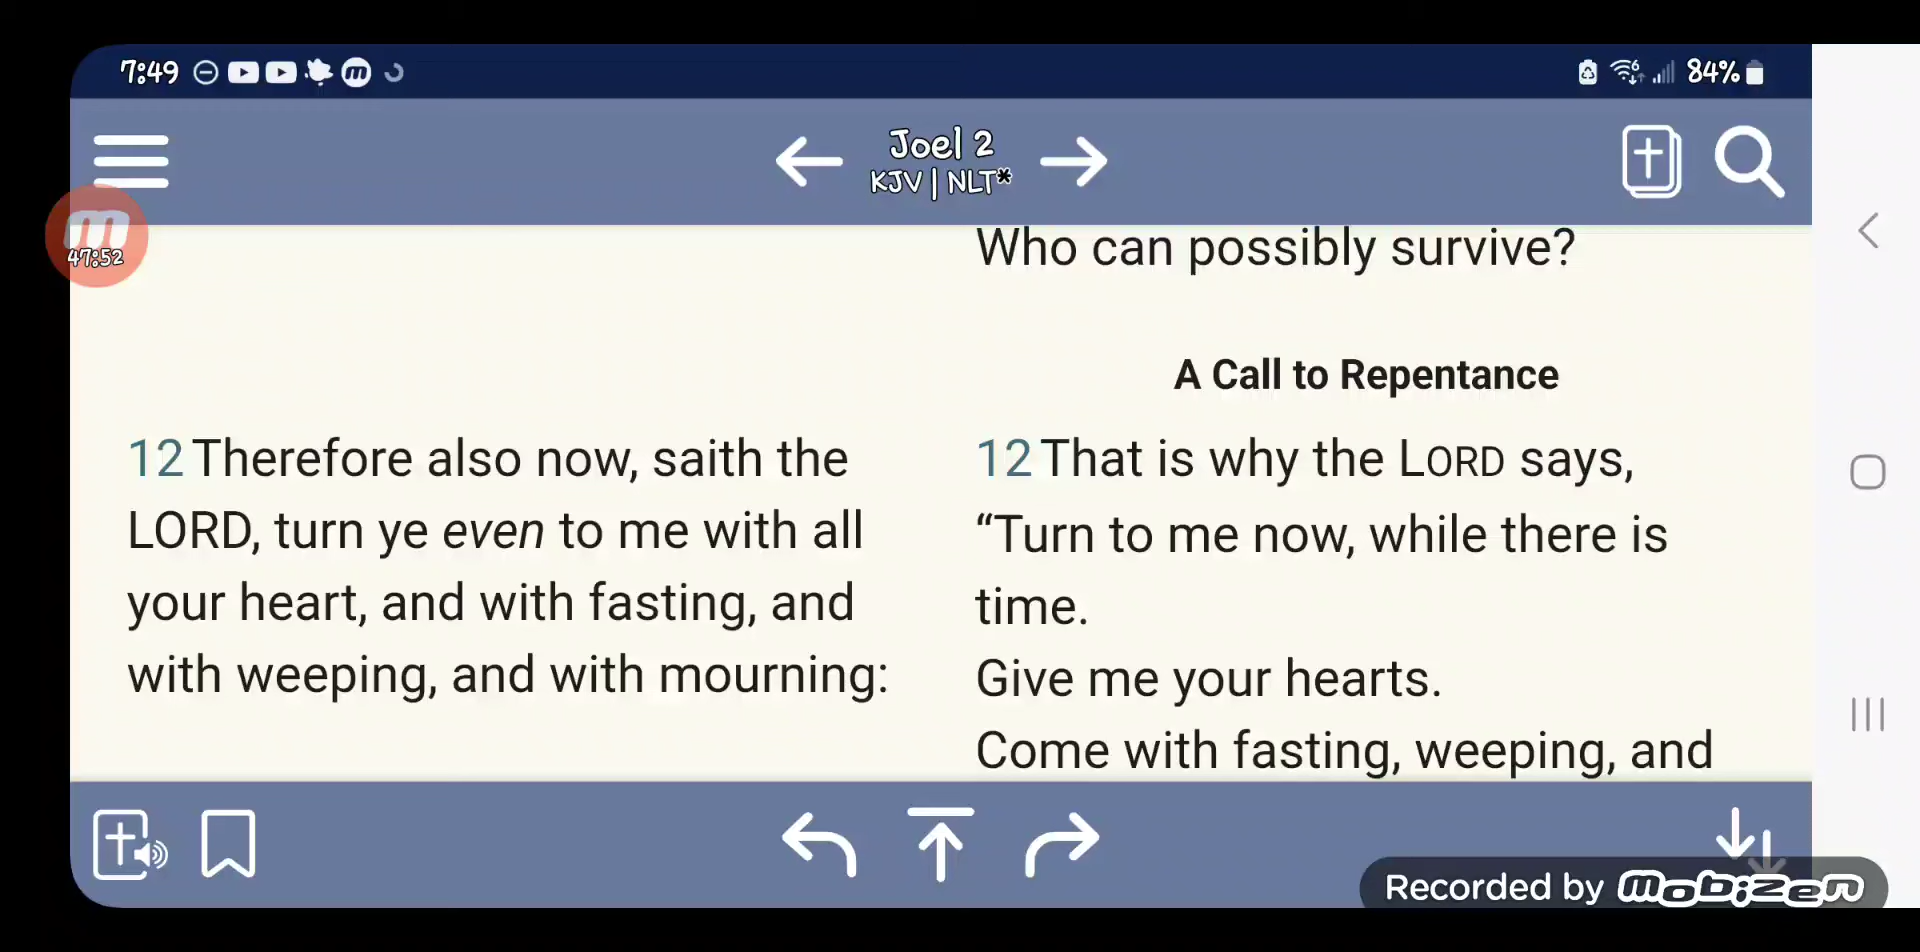 7:49
84%
Joel 2
KJV | NLT*
47:52
Who can possibly survive?
A Call to Repentance
12 Therefore also now, saith the
LORD, turn ye even to me with all
your heart, and with fasting, and
with weeping, and with mourning:
12 That is why the LORD says,
“Turn to me now, while there is
time.
Give me your hearts.
Come with fasting, weeping, and
Recorded by Mobizen